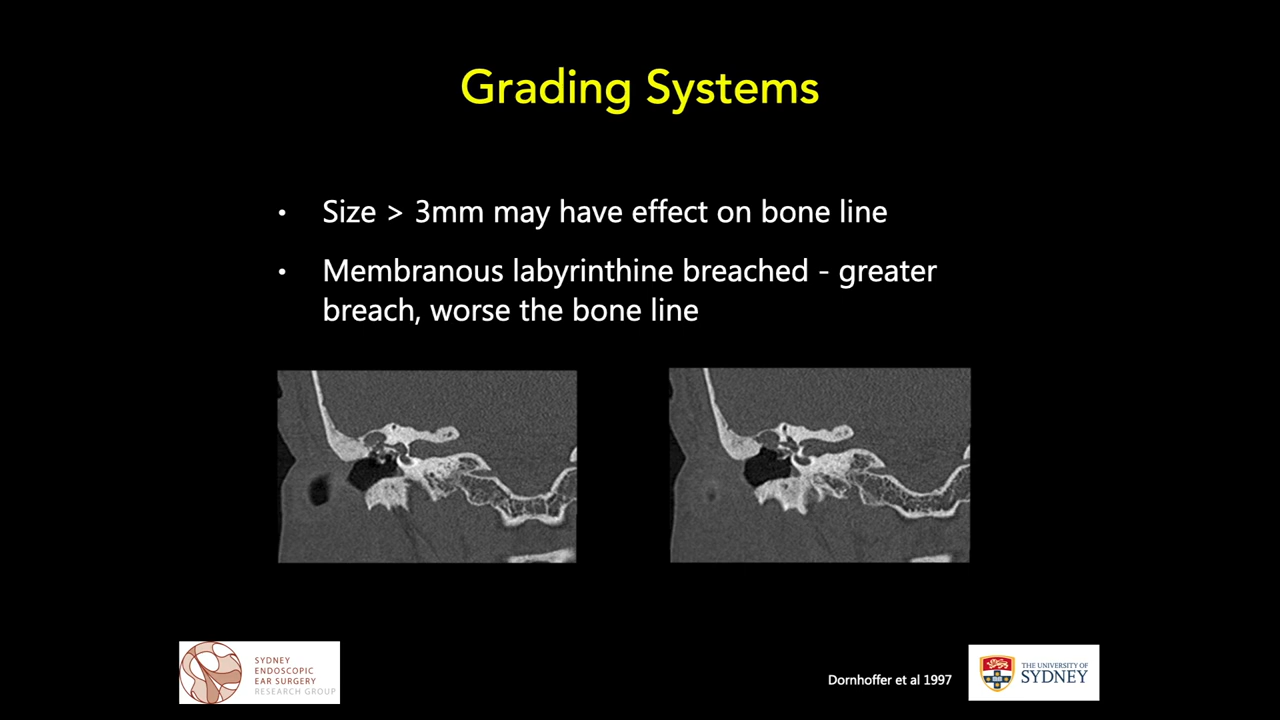 Grading Systems
• Size > 3mm may have effect on bone line
• Membranous labyrinthine breached - greater
breach, worse the bone line
SYDNEY
ENDOSCOPIC
EAR SURGERY
RESEARCH GROUP
Dornhoffer et al 1997
THE UNIVERSITY OF
SYDNEY